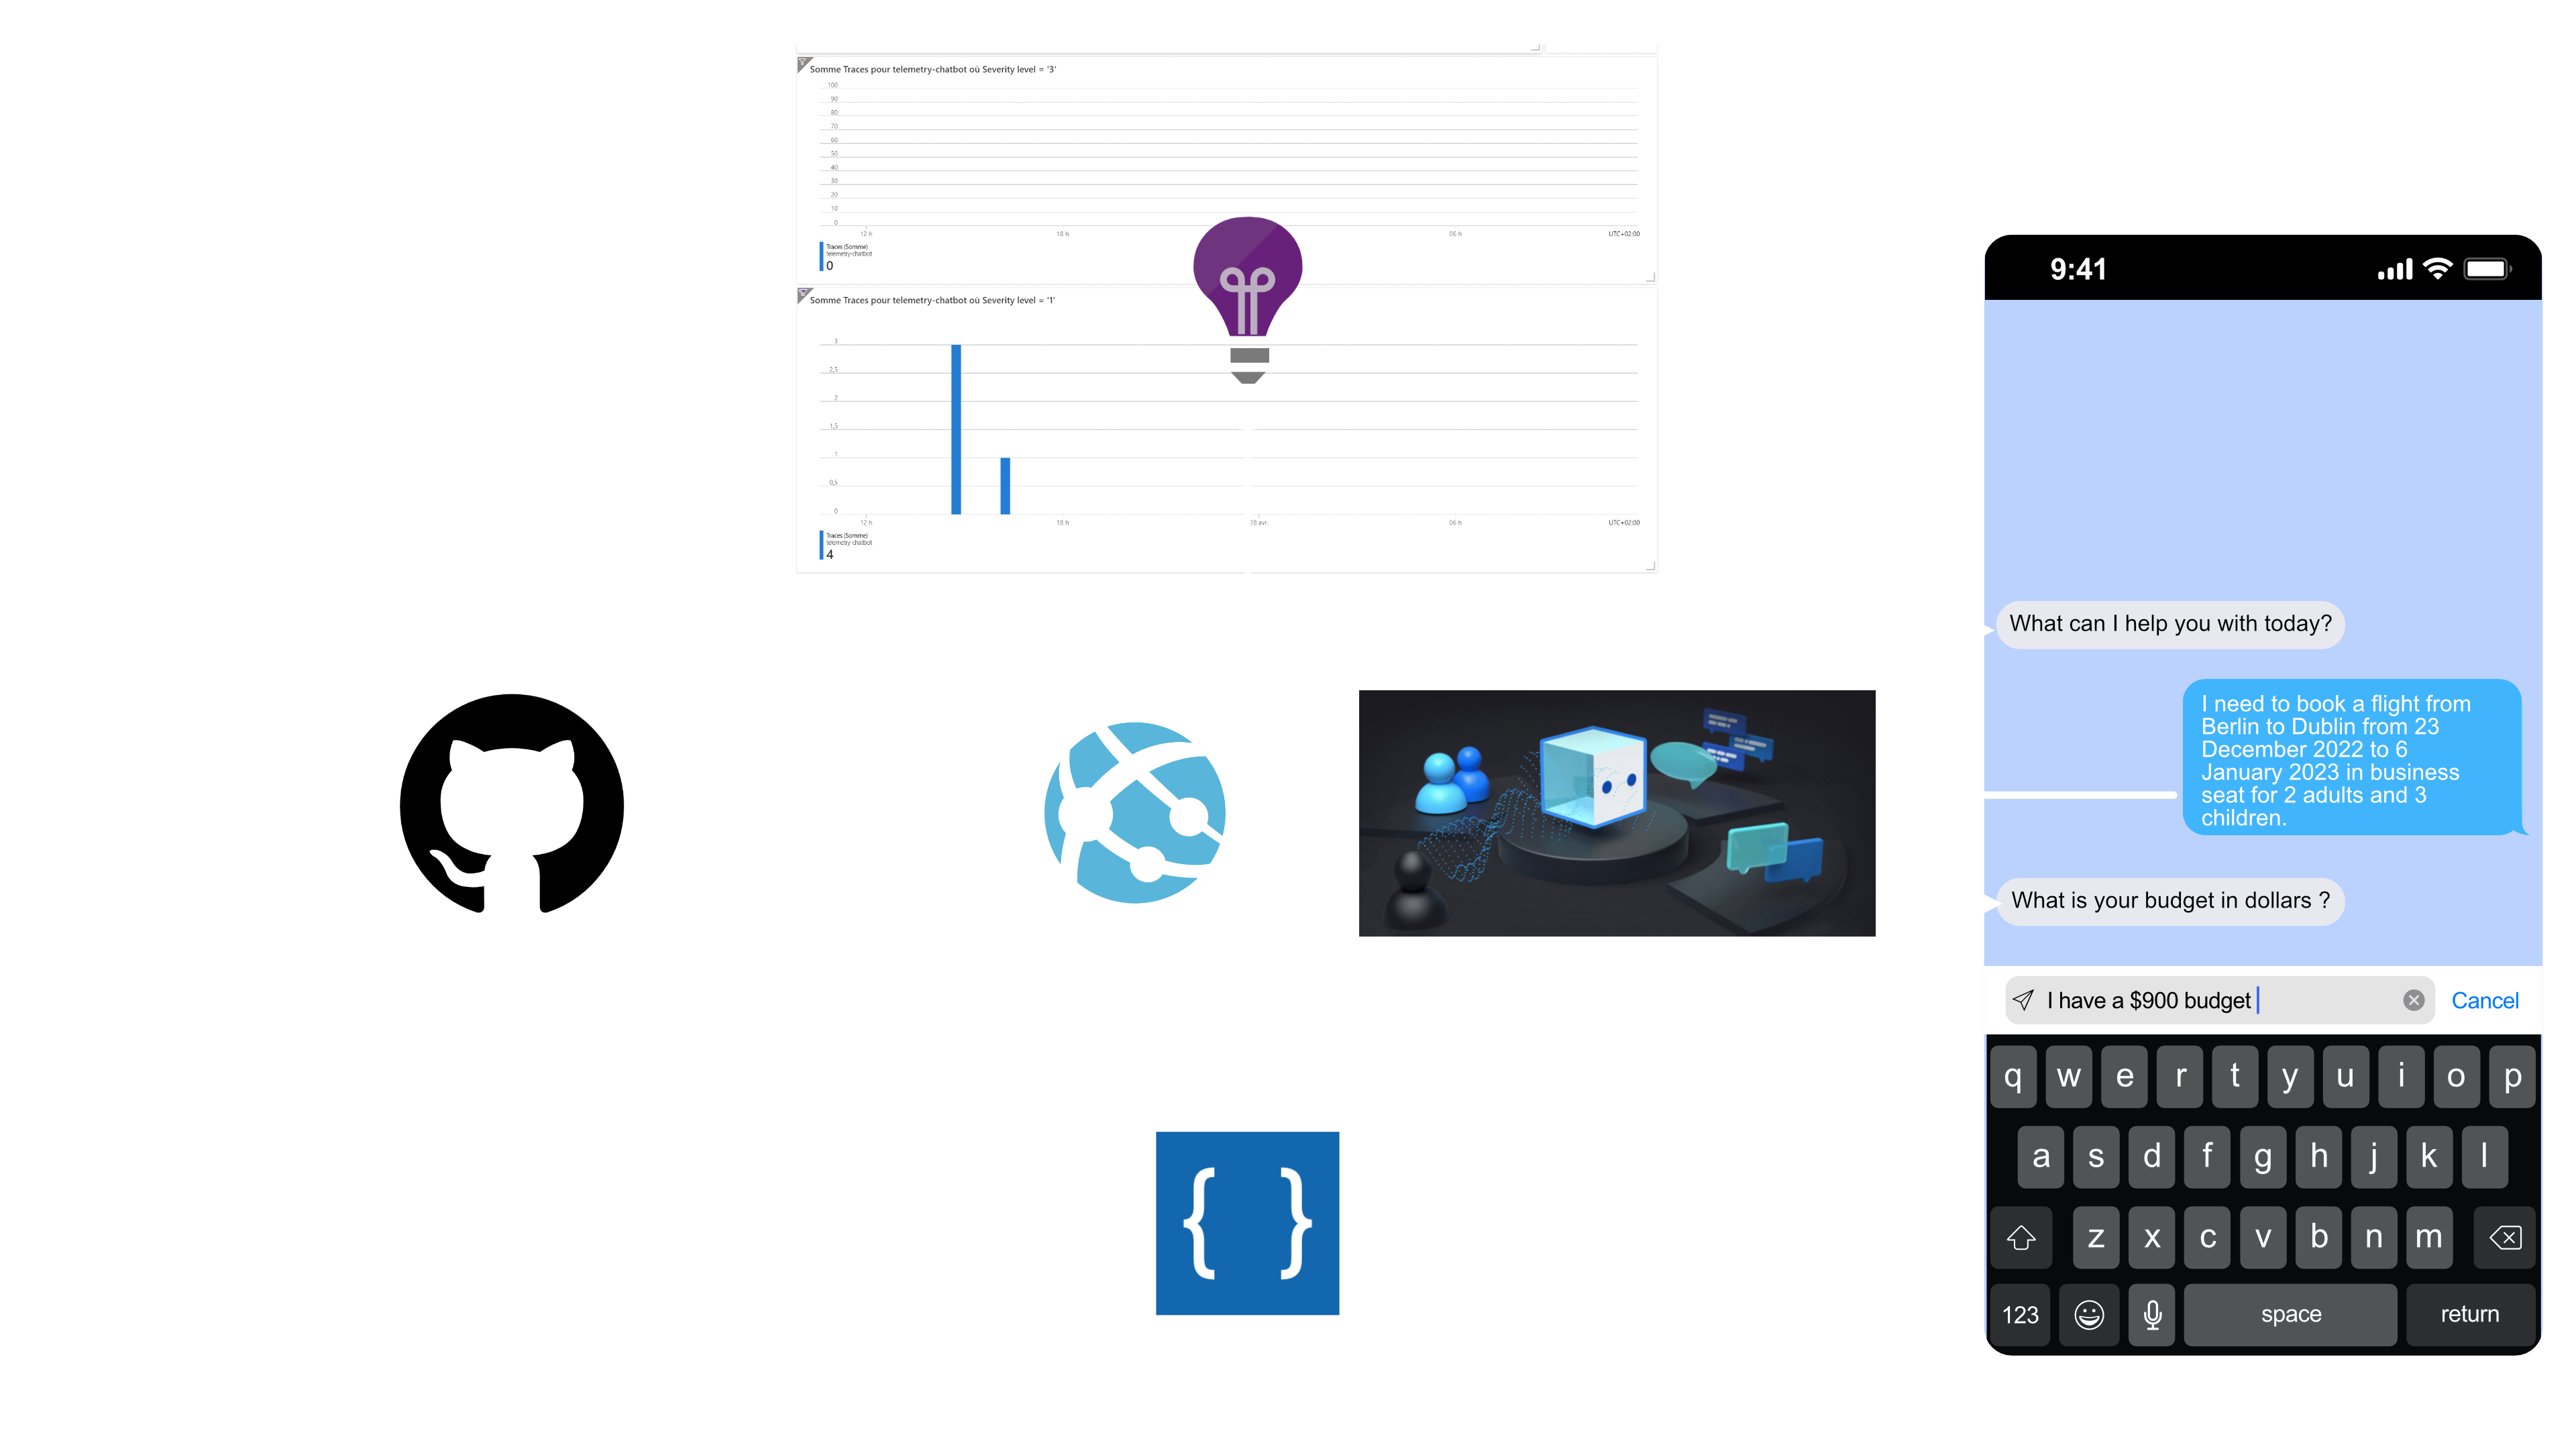 Somme Traces pour telemetry-chatbot où Severity level = '3'
100
90
80
70
60
50
40
30
20
10
0
12 h
18 h
06 h
UTC+02:00
Traces (Somme)
telemetry-chatbot
0
Somme Traces pour telemetry-chatbot où Severity level = '1'
3
2,5
2
1,5
1
0,5
0
12 h
18 h
28 avr.
06 h
UTC+02:00
Traces (Somme)
telemetry-chatbot
4
{ }
9:41
What can I help you with today?
I need to book a flight from
Berlin to Dublin from 23
December 2022 to 6
January 2023 in business
seat for 2 adults and 3
children.
What is your budget in dollars ?
I have a $900 budget
Cancel
q w e r t y u i o p
a s d f g h j k l
z x c v b n m
123
space
return